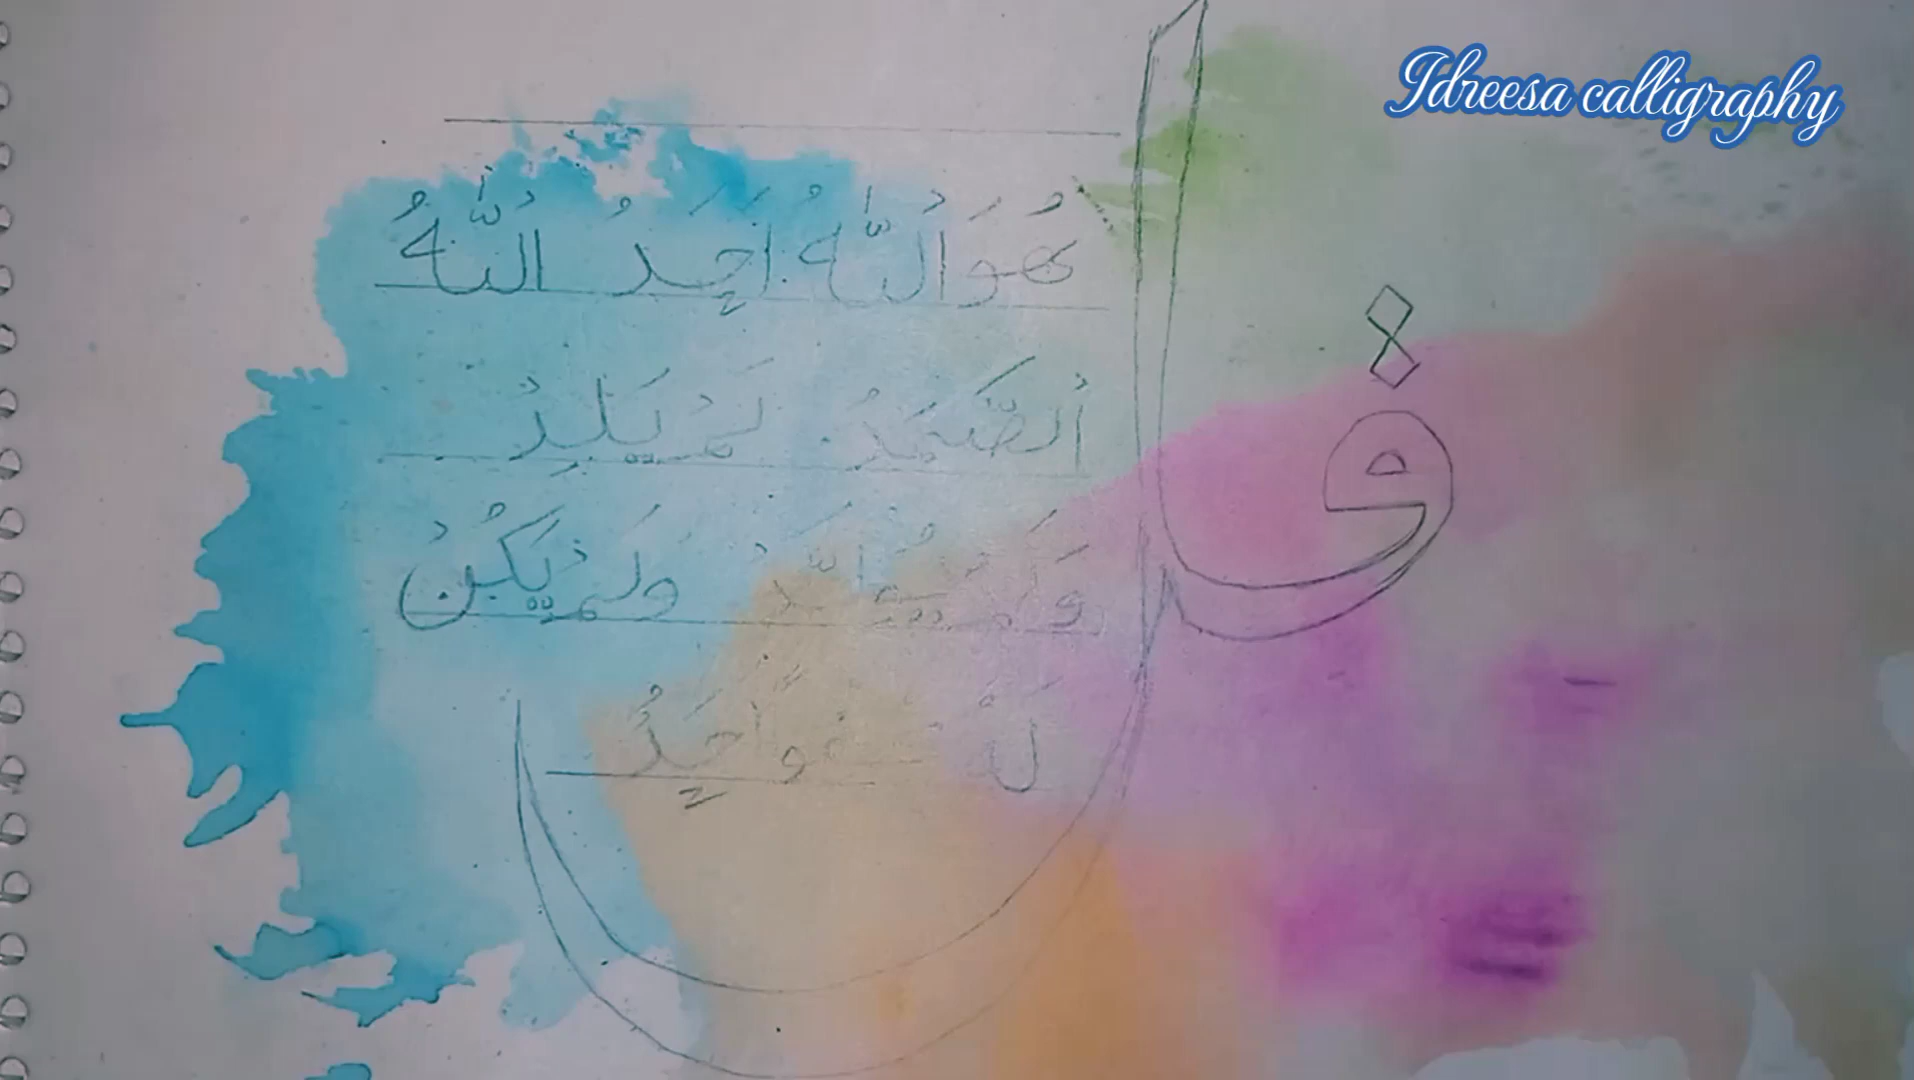 Idreesa calligraphy
قل
هُوَ اللّٰهُ اَحَدٌ اللّٰهُ
الصَّمَدُ لَمْ يَلِدْ
وَلَمْ يُوْلَدْ وَلَمْ يَكُنْ
لَهٗ اَحَدٌ